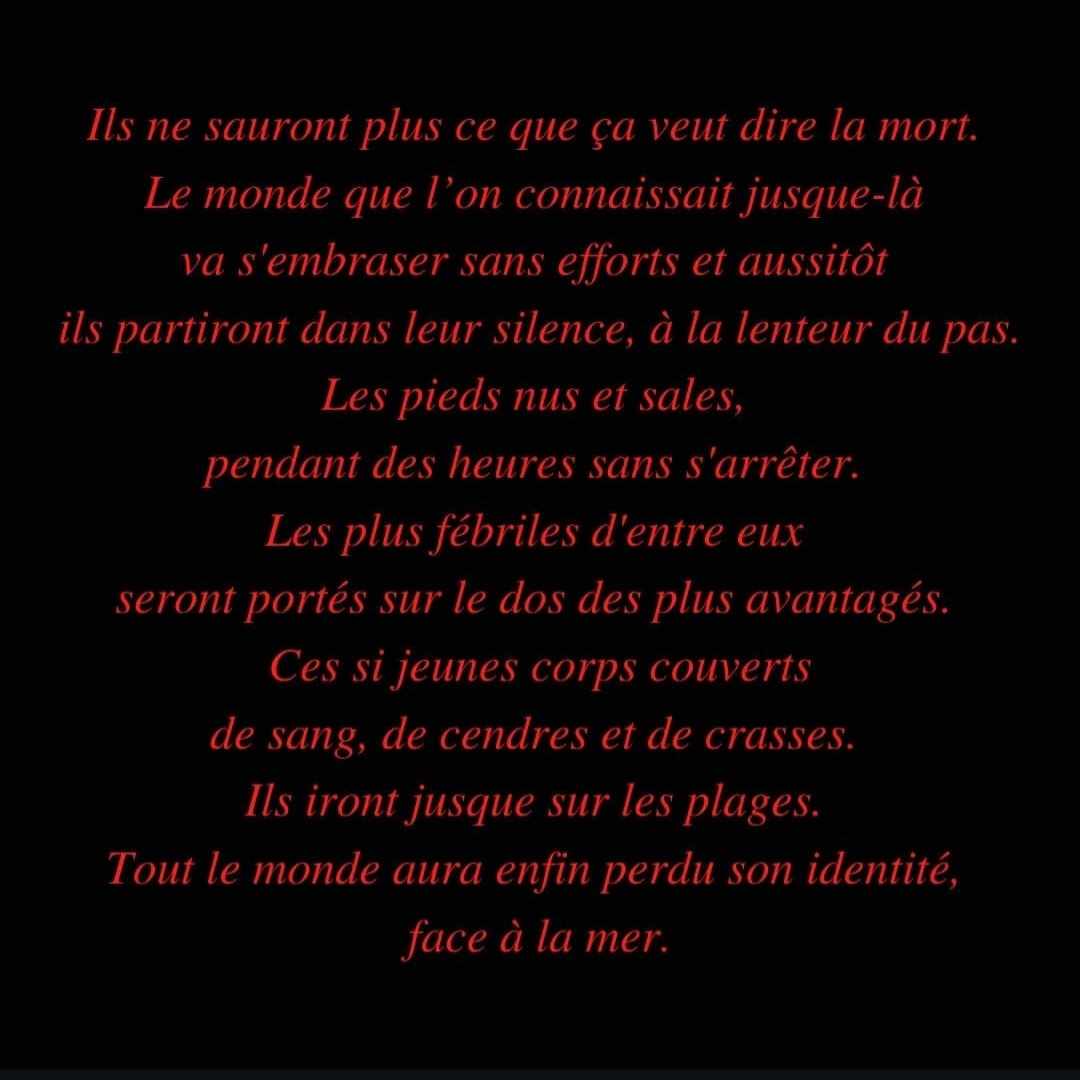 Ils ne sauront plus ce que ça veut dire la mort.
Le monde que l’on connaissait jusque-là
va s'embraser sans efforts et aussitôt
ils partiront dans leur silence, à la lenteur du pas.
Les pieds nus et sales,
pendant des heures sans s'arrêter.
Les plus fébriles d'entre eux
seront portés sur le dos des plus avantagés.
Ces si jeunes corps couverts
de sang, de cendres et de crasses.
Ils iront jusque sur les plages.
Tout le monde aura enfin perdu son identité,
face à la mer.